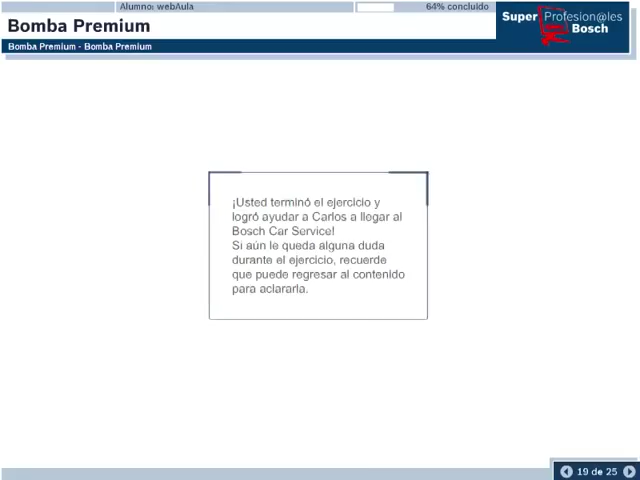 Alumno: webAula
64% concluido
Bomba Premium
Super Profesion@les
Bosch
Bomba Premium - Bomba Premium
¡Usted terminó el ejercicio y
logró ayudar a Carlos a llegar al
Bosch Car Service!
Si aún le queda alguna duda
durante el ejercicio, recuerde
que puede regresar al contenido
para aclararla.
19 de 25